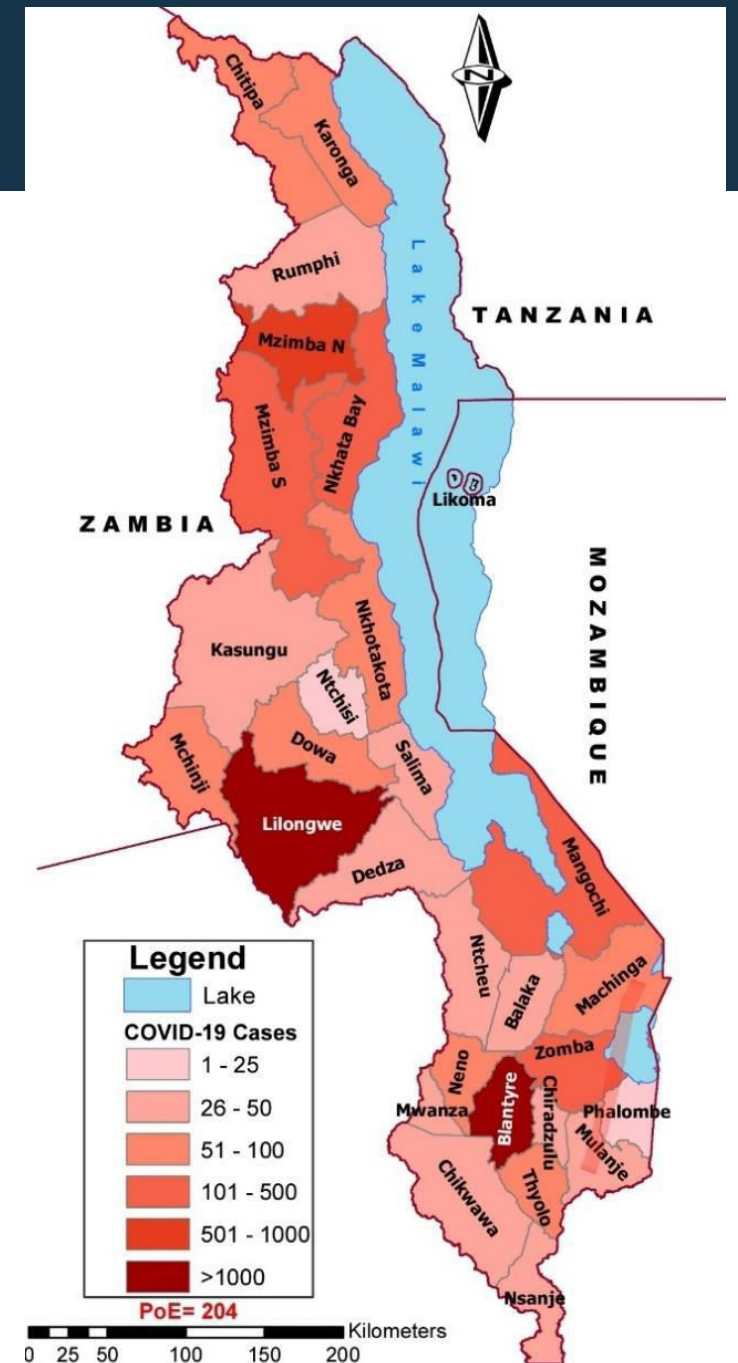 N
Chitipa
Karonga
Rumphi
Lake Malawi
TANZANIA
Mzimba N
Mzimba S
Nkhata Bay
Likoma
ZAMBIA
MOZAMBIQUE
Nkhotakota
Kasungu
Ntchisi
Dowa
Salima
Mchinji
Lilongwe
Dedza
Mangochi
Ntcheu
Balaka
Machinga
Zomba
Neno
Blantyre
Chiradzulu
Mwanza
Phalombe
Mulanje
Thyolo
Chikwawa
Nsanje
Legend
Lake
COVID-19 Cases
1 - 25
26 - 50
51 - 100
101 - 500
501 - 1000
>1000
PoE= 204
Kilometers
0 25 50 100 150 200